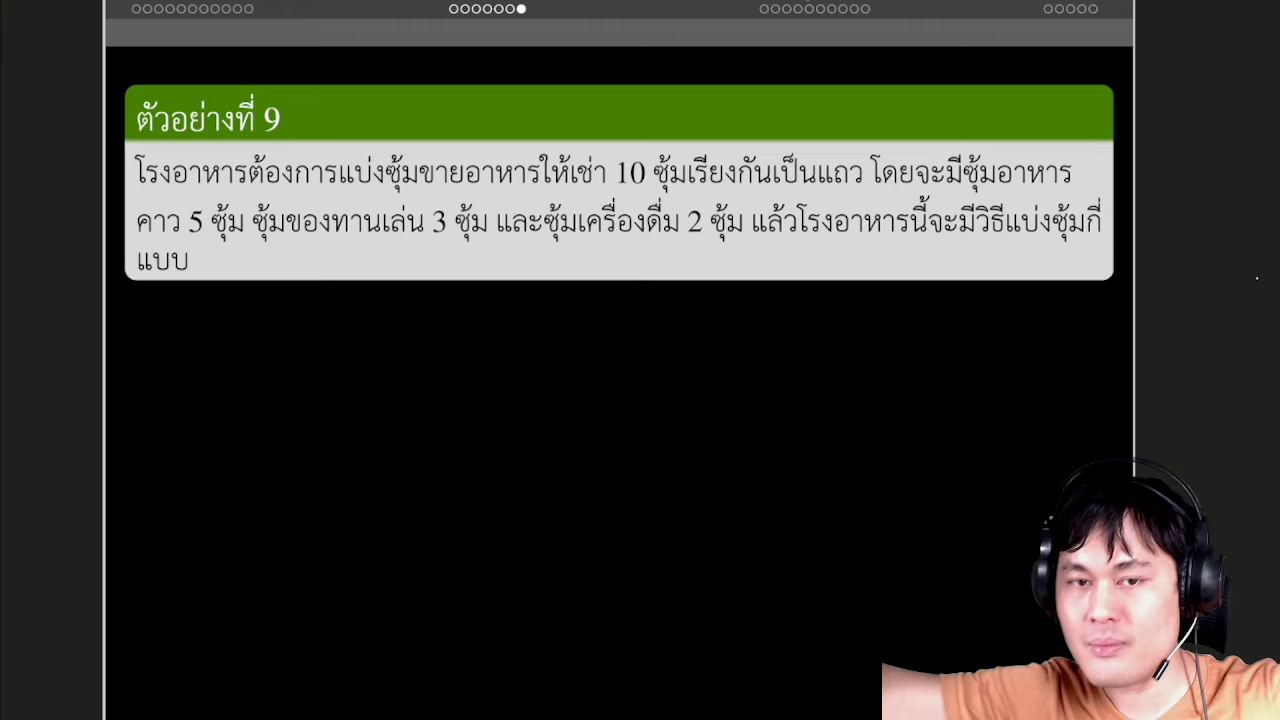 ตัวอย่างที่ 9
โรงอาหารต้องการแบ่งซุ้มขายอาหารให้เช่า 10 ซุ้มเรียงกันเป็นแถว โดยจะมีซุ้มอาหาร
คาว 5 ซุ้ม ซุ้มของทานเล่น 3 ซุ้ม และซุ้มเครื่องดื่ม 2 ซุ้ม แล้วโรงอาหารนี้จะมีวิธีแบ่งซุ้มกี่
แบบ